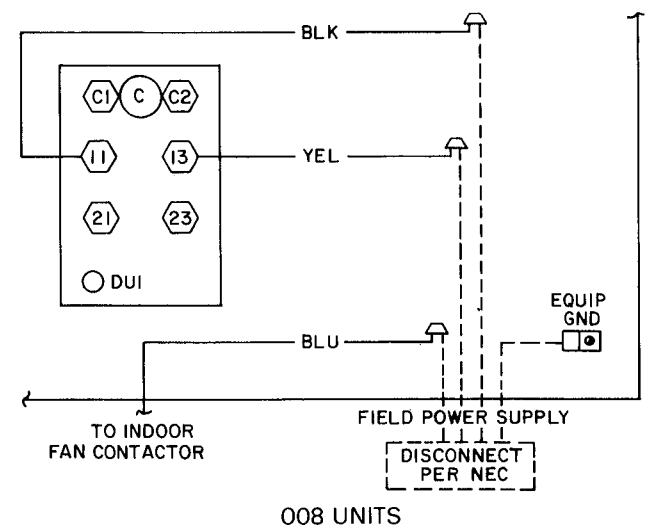 BLK
C1 C C2
11 13 YEL
21 23
DU1
EQUIP
GND
BLU
FIELD POWER SUPPLY
TO INDOOR
FAN CONTACTOR
DISCONNECT
PER NEC
008 UNITS